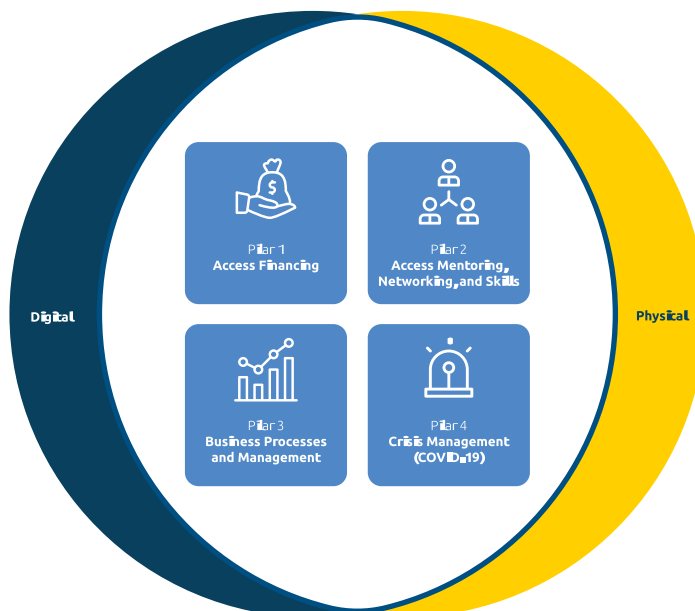 $
Pillar 1
Access Financing
Pillar 2
Access Mentoring,
Networking, and Skills
Digital
Physical
Pillar 3
Business Processes
and Management
Pillar 4
Crisis Management
(COVID-19)